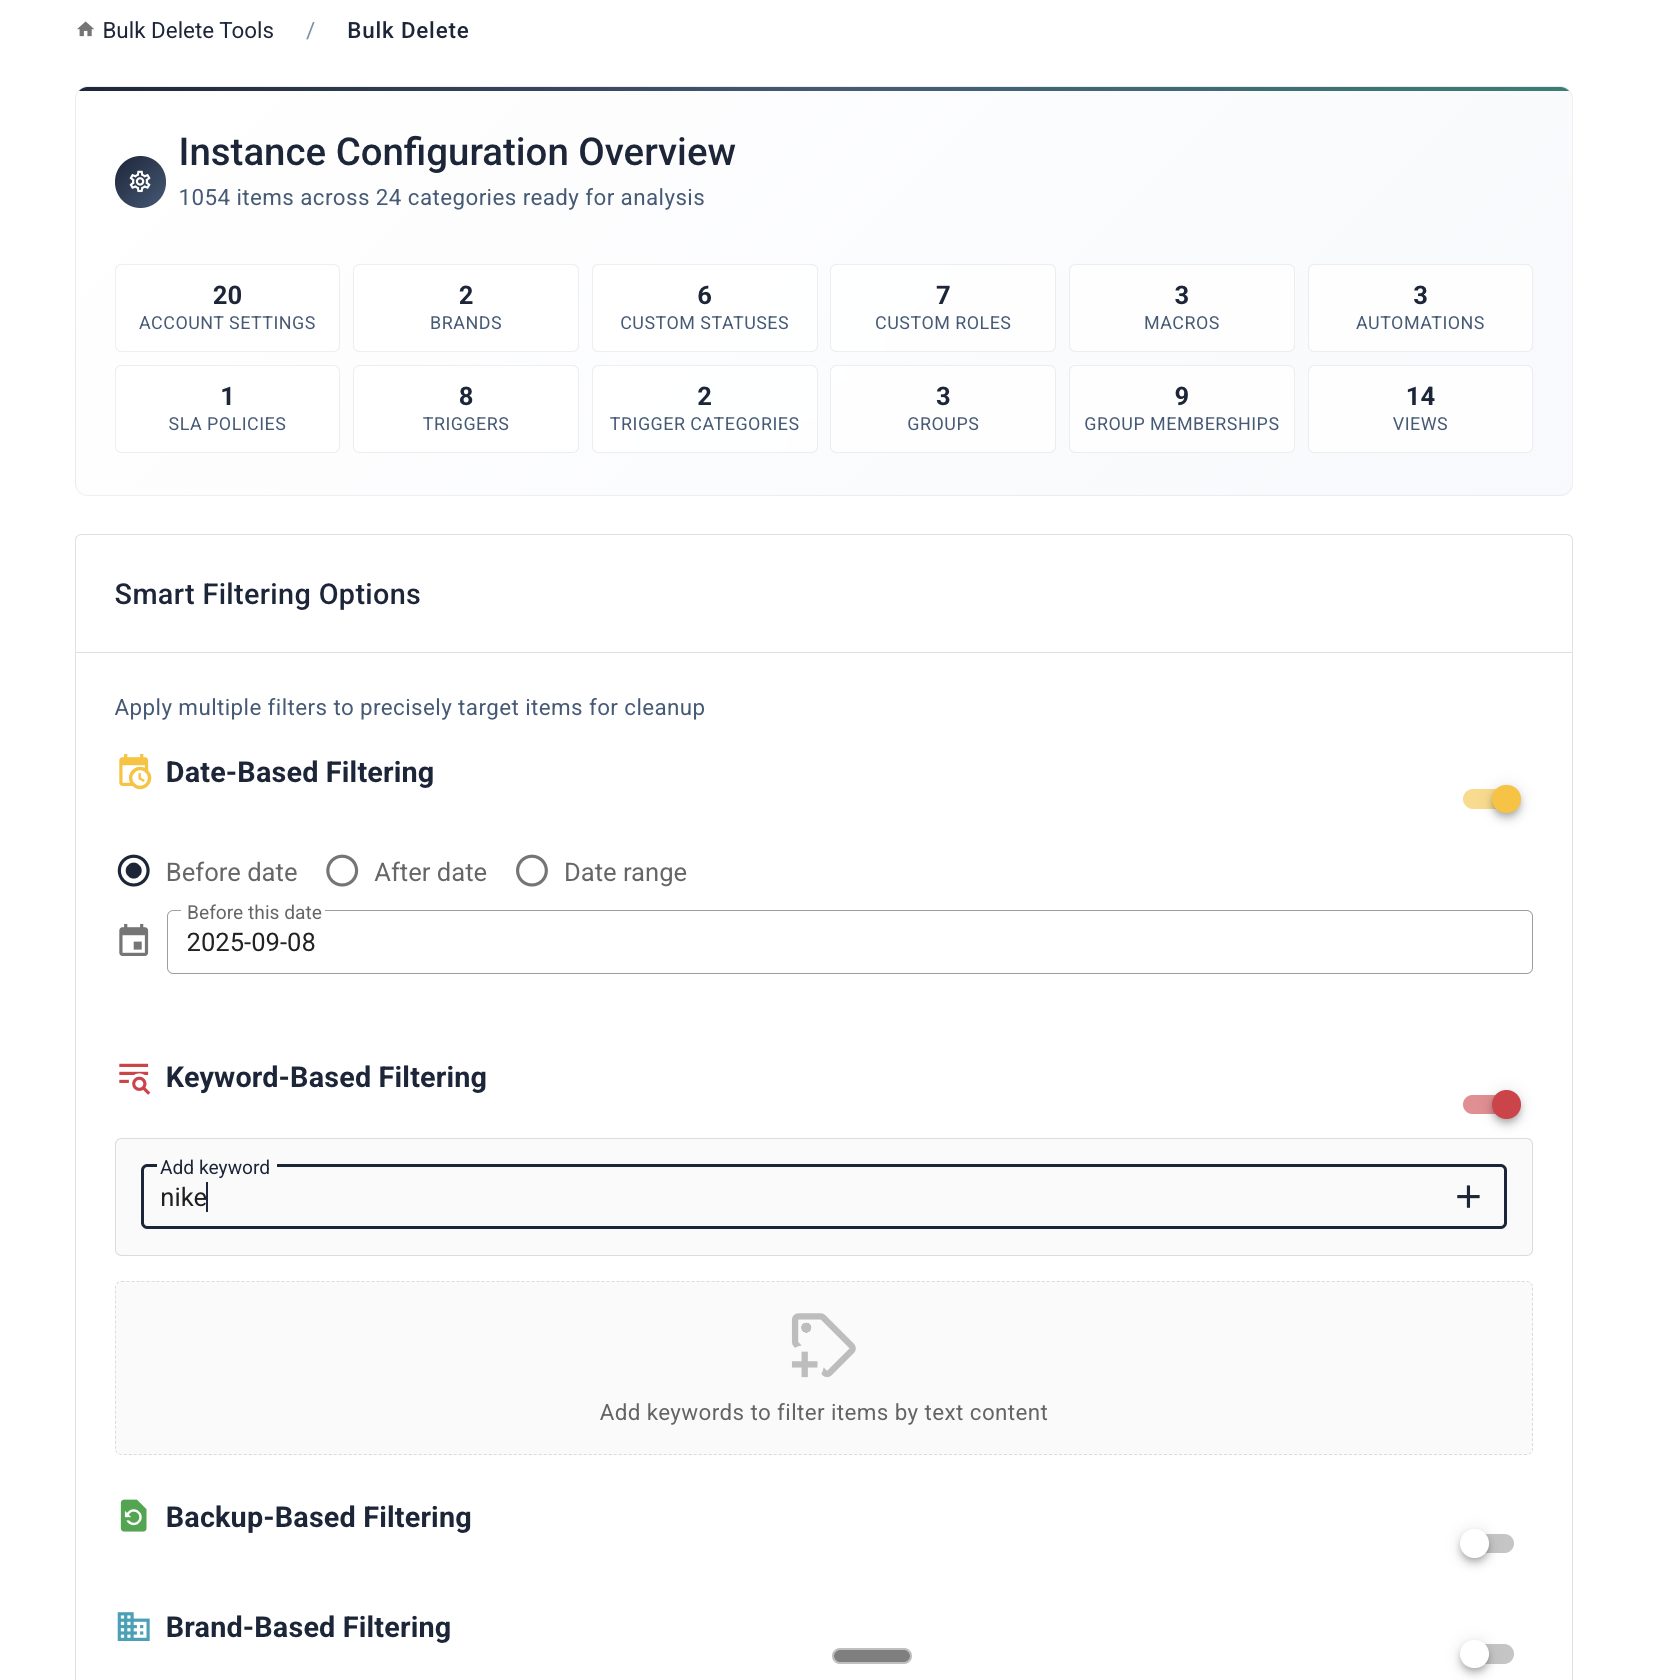 Bulk Delete Tools / Bulk Delete
Instance Configuration Overview
1054 items across 24 categories ready for analysis
20
ACCOUNT SETTINGS
2
BRANDS
6
CUSTOM STATUSES
7
CUSTOM ROLES
3
MACROS
3
AUTOMATIONS
1
SLA POLICIES
8
TRIGGERS
2
TRIGGER CATEGORIES
3
GROUPS
9
GROUP MEMBERSHIPS
14
VIEWS
Smart Filtering Options
Apply multiple filters to precisely target items for cleanup
Date-Based Filtering
Before date After date Date range
Before this date
2025-09-08
Keyword-Based Filtering
Add keyword
nike
Add keywords to filter items by text content
Backup-Based Filtering
Brand-Based Filtering